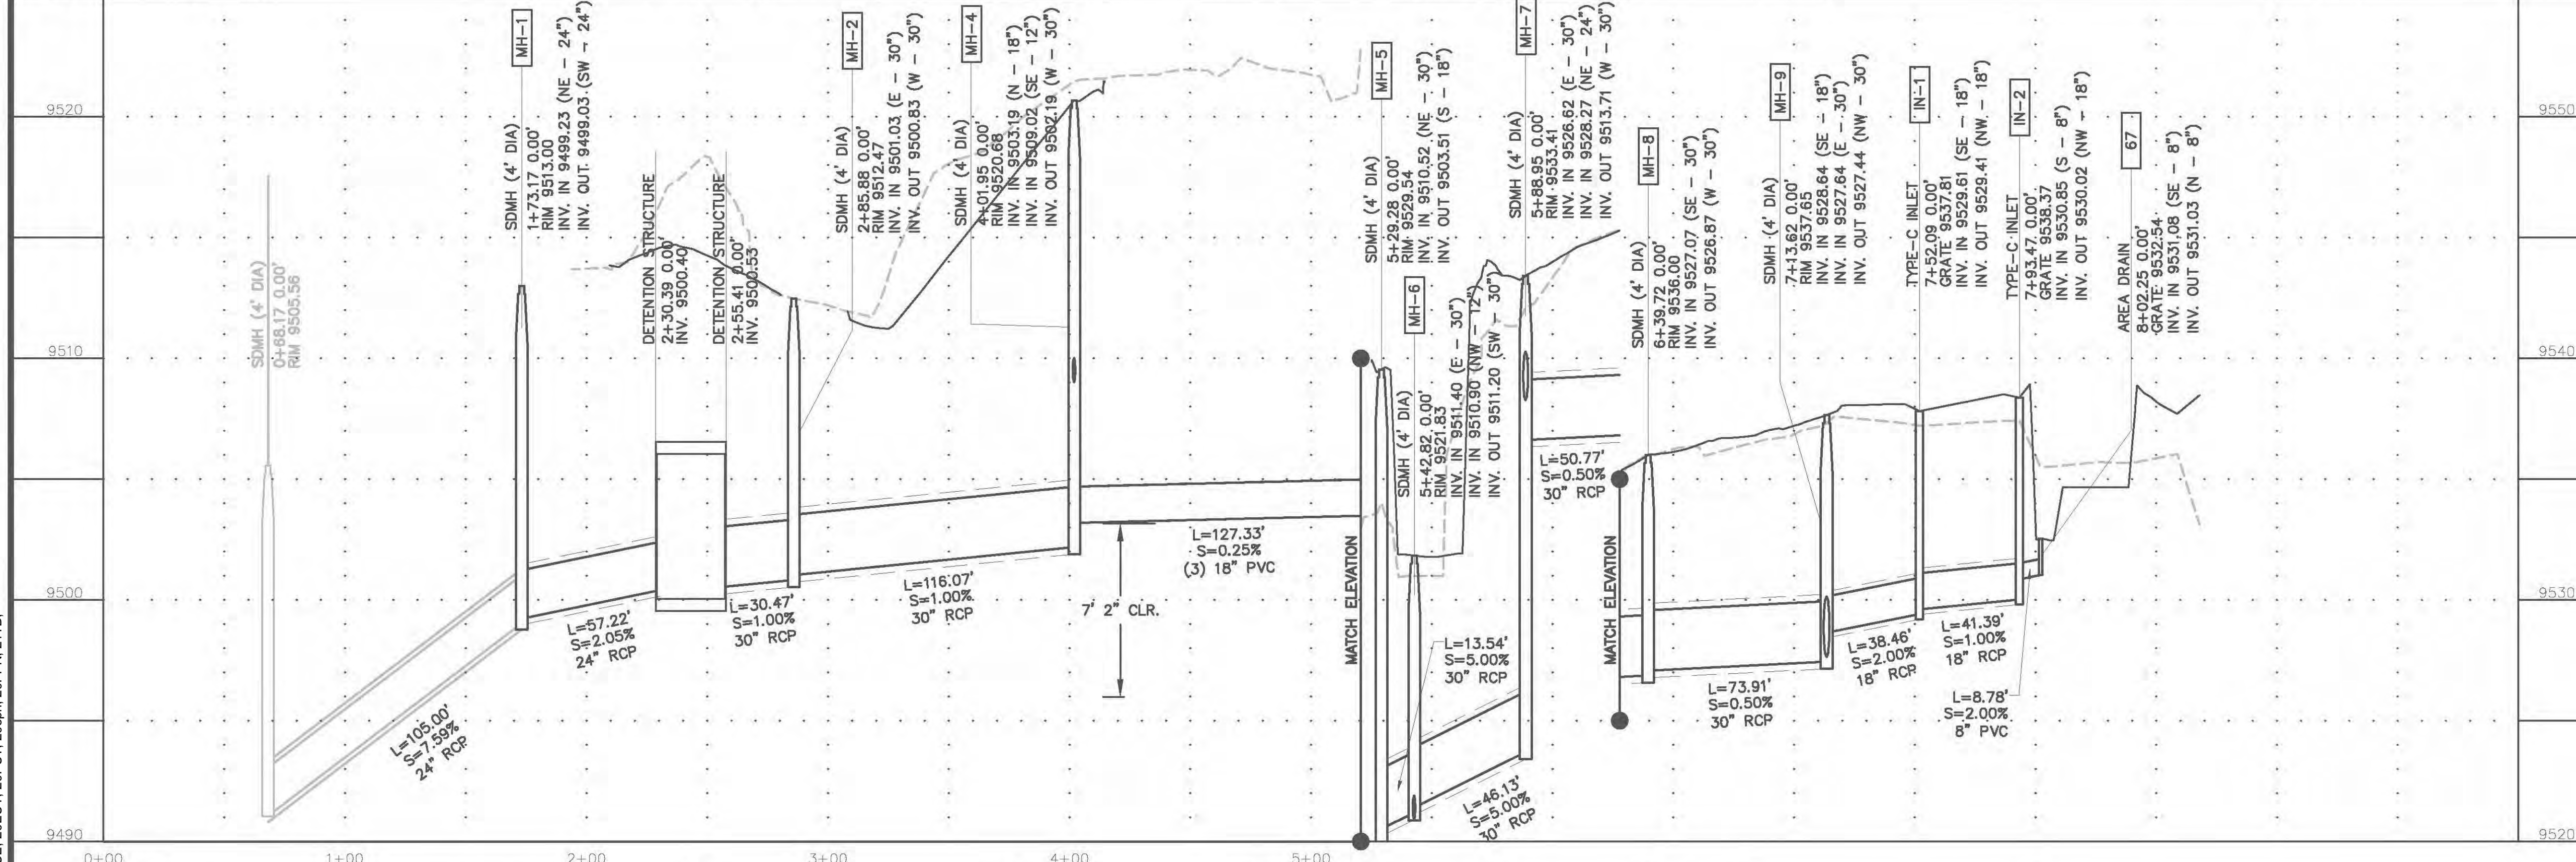 9520
9510
9500
9490
0+00
1+00
2+00
3+00
4+00
5+00
SDMH (4' DIA)
0+68.17 0.00'
RIM 9505.56
MH-1
SDMH (4' DIA)
1+73.17 0.00'
RIM 9513.00
INV. IN 9499.23 (NE - 24")
INV. OUT 9499.03 (SW - 24")
DETENTION STRUCTURE
2+30.39 0.00'
INV. 9500.40
DETENTION STRUCTURE
2+55.41 0.00'
INV. 9500.53
MH-2
SDMH (4' DIA)
2+85.88 0.00'
RIM 9512.47
INV. IN 9501.03 (E - 30")
INV. OUT 9500.83 (W - 30")
MH-4
SDMH (4' DIA)
4+01.95 0.00'
RIM 9520.68
INV. IN 9503.19 (N - 18")
INV. IN 9509.02 (SE - 12")
INV. OUT 9502.19 (W - 30")
MH-5
SDMH (4' DIA)
5+29.28 0.00'
RIM 9529.54
INV. IN 9510.52 (NE - 30")
INV. OUT 9503.51 (S - 18")
MH-6
SDMH (4' DIA)
5+42.82 0.00'
RIM 9521.83
INV. IN 9511.40 (E - 30")
INV. IN 9510.90 (NW - 12")
INV. OUT 9511.20 (SW - 30")
MH-7
SDMH (4' DIA)
5+88.95 0.00'
RIM 9533.41
INV. IN 9526.62 (E - 30")
INV. IN 9528.27 (NE - 24")
INV. OUT 9513.71 (W - 30")
MH-8
SDMH (4' DIA)
6+39.72 0.00'
RIM 9536.00
INV. IN 9527.07 (SE - 30")
INV. OUT 9526.87 (W - 30")
MH-9
SDMH (4' DIA)
7+13.62 0.00'
RIM 9537.65
INV. IN 9528.64 (SE - 18")
INV. IN 9527.64 (E - 30")
INV. OUT 9527.44 (NW - 30")
IN-1
TYPE-C INLET
7+52.09 0.00'
GRATE 9537.81
INV. IN 9529.61 (SE - 18")
INV. OUT 9529.41 (NW - 18")
IN-2
TYPE-C INLET
7+93.47 0.00'
GRATE 9538.37
INV. IN 9530.85 (S - 8")
INV. OUT 9530.02 (NW - 18")
67
AREA DRAIN
8+02.25 0.00'
GRATE 9532.54
INV. IN 9531.08 (SE - 8")
INV. OUT 9531.03 (N - 8")
L=105.00'
S=7.59%
24" RCP
L=57.22'
S=2.05%
24" RCP
L=30.47'
S=1.00%
30" RCP
L=116.07'
S=1.00%
30" RCP
L=127.33'
S=0.25%
(3) 18" PVC
7' 2" CLR.
MATCH ELEVATION
L=13.54'
S=5.00%
30" RCP
L=46.13'
S=5.00%
30" RCP
L=50.77'
S=0.50%
30" RCP
MATCH ELEVATION
L=73.91'
S=0.50%
30" RCP
L=38.46'
S=2.00%
18" RCP
L=41.39'
S=1.00%
18" RCP
L=8.78'
S=2.00%
8" PVC
9550
9540
9530
9520